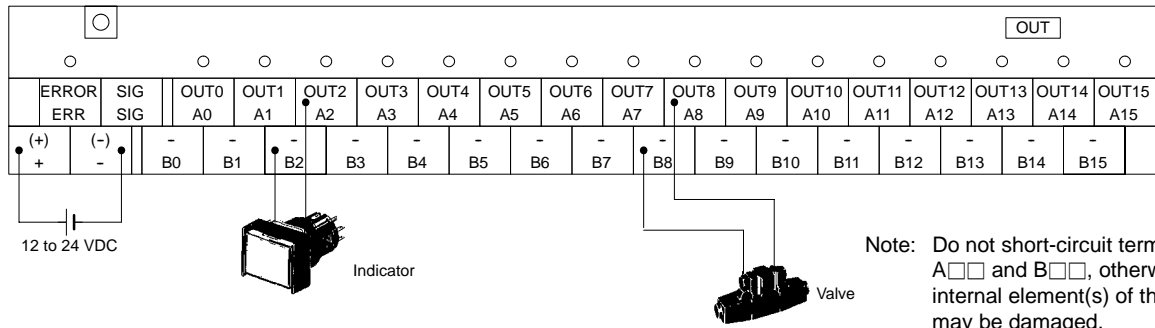 OUT
ERROR SIG OUT0 OUT1 OUT2 OUT3 OUT4 OUT5 OUT6 OUT7 OUT8 OUT9 OUT10 OUT11 OUT12 OUT13 OUT14 OUT15
ERR SIG A0 A1 A2 A3 A4 A5 A6 A7 A8 A9 A10 A11 A12 A13 A14 A15
(+) (-) - - - - - - - - - - - - - - - -
+ - B0 B1 B2 B3 B4 B5 B6 B7 B8 B9 B10 B11 B12 B13 B14 B15
12 to 24 VDC
Indicator
Valve
Note: Do not short-circuit
A□□ and B□□,
internal element(s) of
may be damaged.